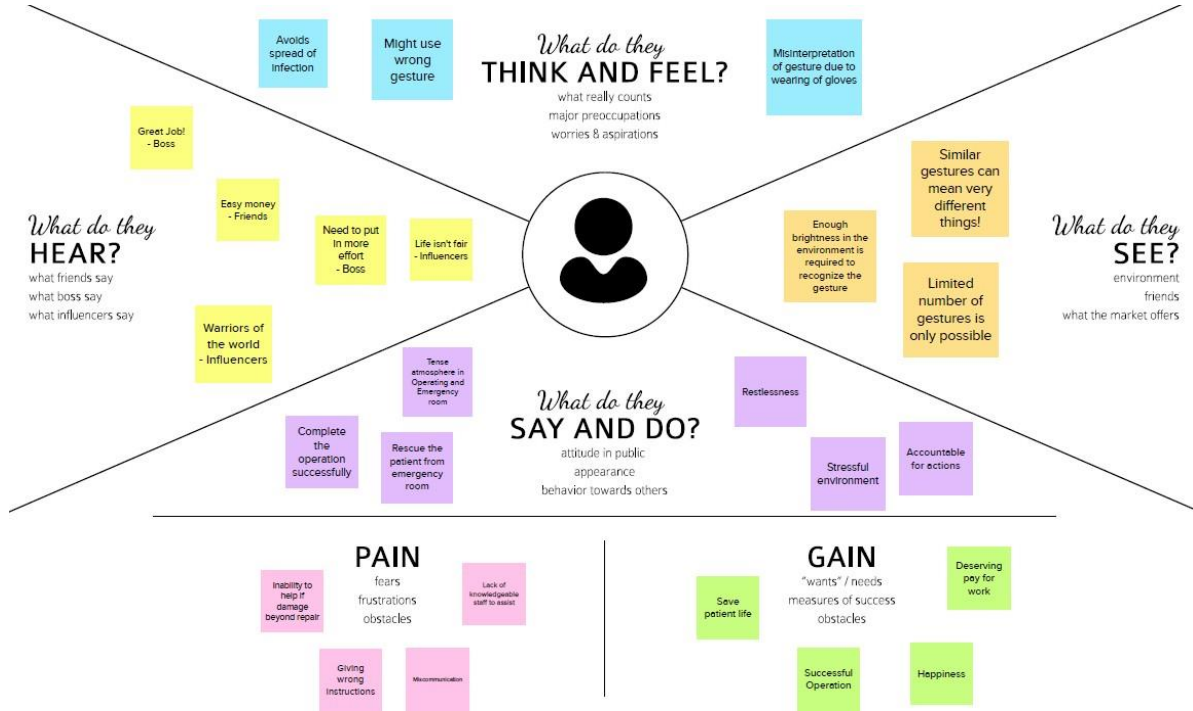 What do they
THINK AND FEEL?
what really counts
major preoccupations
worries & aspirations
Avoids
spread of
infection
Might use
wrong
gesture
Misinterpretation
of gesture due to
wearing of gloves
What do they
HEAR?
what friends say
what boss say
what influencers say
Great Job!
- Boss
Easy money
- Friends
Need to put
in more
effort
- Boss
Life isn't fair
- Influencers
Warriors of
the world
- Influencers
What do they
SEE?
environment
friends
what the market offers
Similar
gestures can
mean very
different
things!
Enough
brightness in the
environment is
required to
recognize the
gesture
Limited
number of
gestures is
only possible
What do they
SAY AND DO?
attitude in public
appearance
behavior towards others
Tense
atmosphere in
Operating and
Emergency
room
Complete
the
operation
successfully
Rescue the
patient from
emergency
room
Restlessness
Stressful
environment
Accountable
for actions
PAIN
fears
frustrations
obstacles
Inability to
help if
damage
beyond repair
Lack of
knowledgeable
staff to assist
Giving
wrong
instructions
Miscommunication
GAIN
"wants" / needs
measures of success
obstacles
Save
patient life
Deserving
pay for
work
Successful
Operation
Happiness